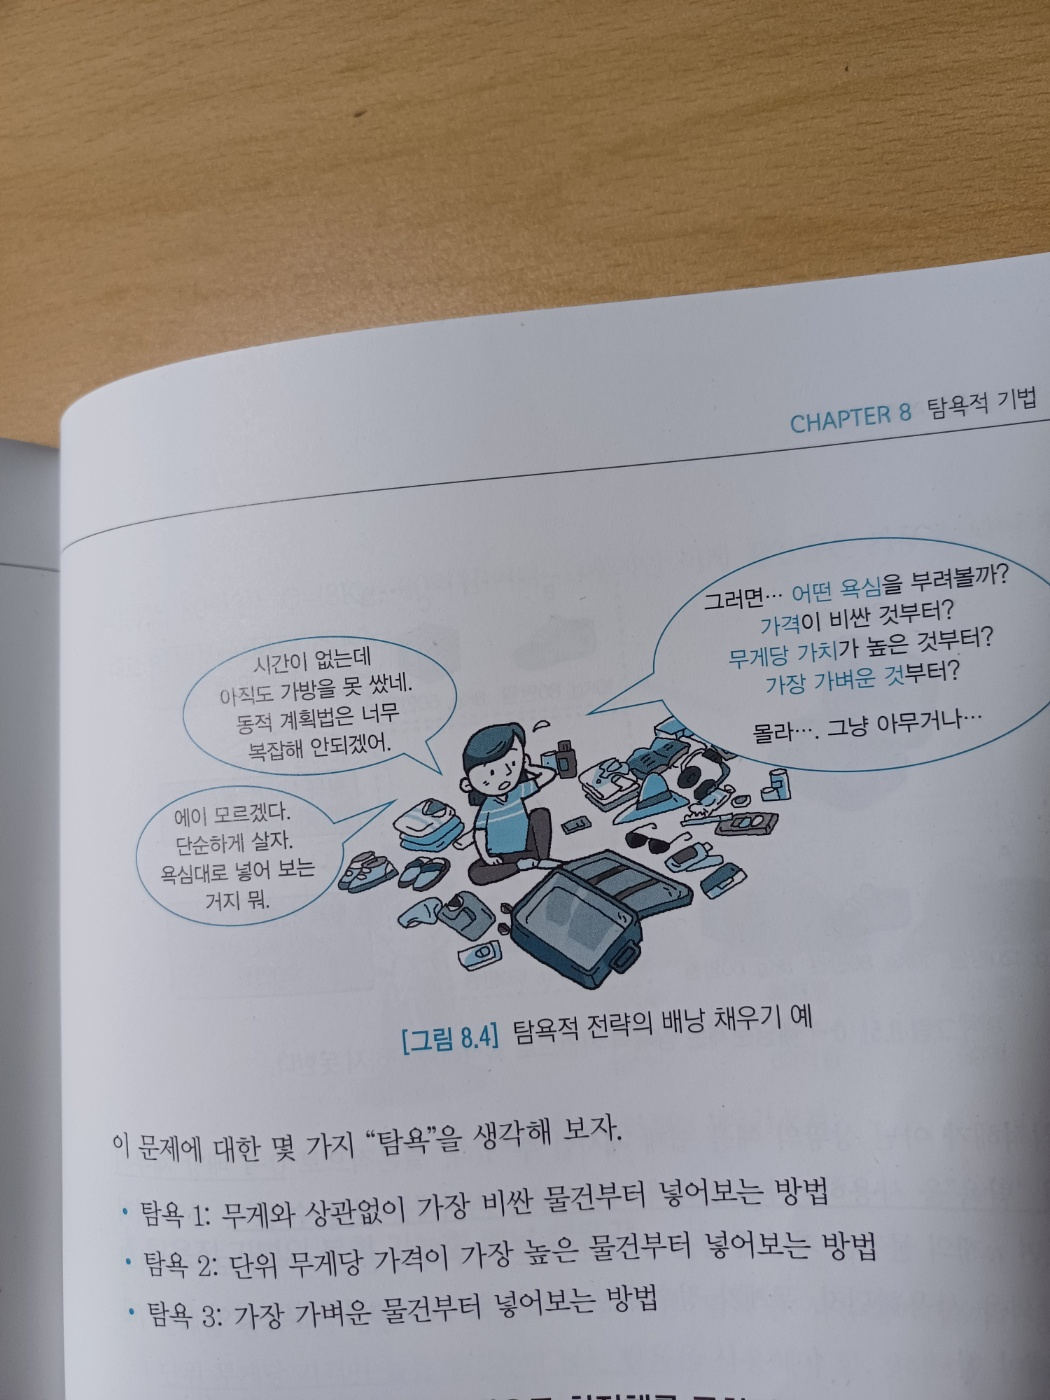 CHAPTER 8 탐욕적 기법
그러면… 어떤 욕심을 부려볼까?
가격이 비싼 것부터?
무게당 가치가 높은 것부터?
가장 가벼운 것부터?
몰라…. 그냥 아무거나…
시간이 없는데
아직도 가방을 못 쌌네.
동적 계획법은 너무
복잡해 안되겠어.
에이 모르겠다.
단순하게 살자.
욕심대로 넣어 보는
거지 뭐.
[그림 8.4] 탐욕적 전략의 배낭 채우기 예
이 문제에 대한 몇 가지 “탐욕”을 생각해 보자.
• 탐욕 1: 무게와 상관없이 가장 비싼 물건부터 넣어보는 방법
• 탐욕 2: 단위 무게당 가격이 가장 높은 물건부터 넣어보는 방법
• 탐욕 3: 가장 가벼운 물건부터 넣어보는 방법